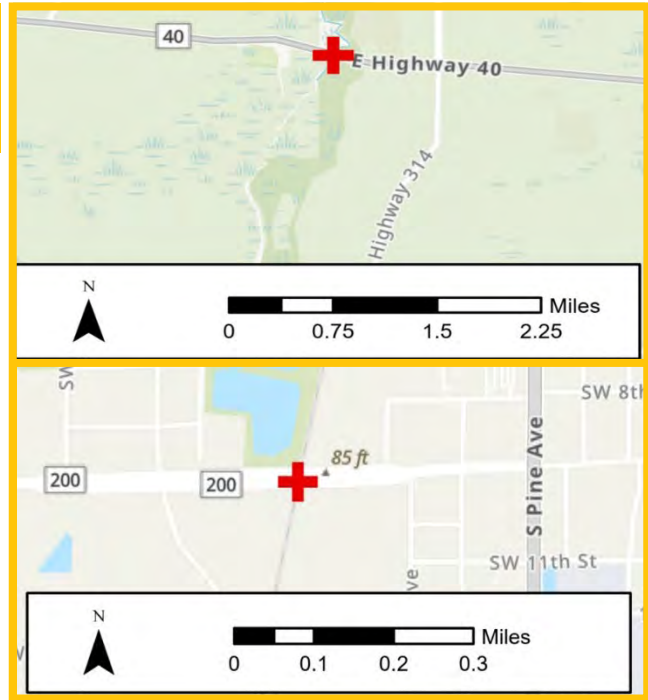 40
E Highway 40
Highway 314
N
Miles
0 0.75 1.5 2.25
SW
SW 8th
85 ft
200
200
S Pine Ave
SW 11th St
ve
N
Miles
0 0.1 0.2 0.3